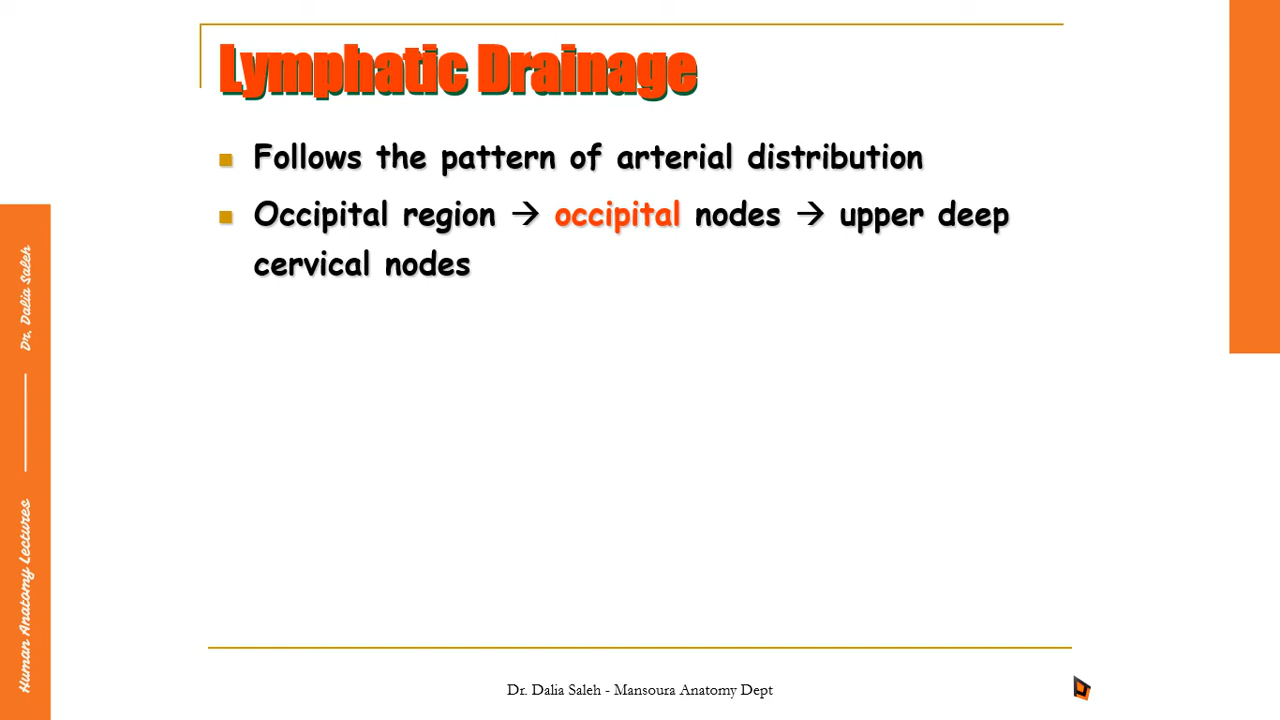 Lymphatic Drainage
Follows the pattern of arterial distribution
Occipital region → occipital nodes → upper deep
cervical nodes
Dr. Dalia Saleh
Human Anatomy Lectures
Dr. Dalia Saleh - Mansoura Anatomy Dept